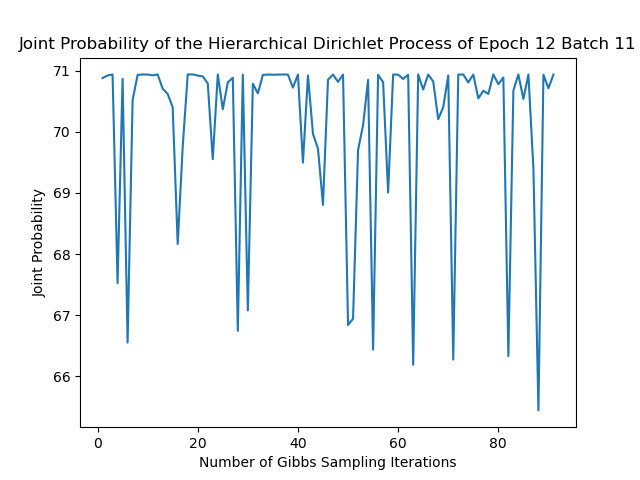 Joint Probability of the Hierarchical Dirichlet Process of Epoch 12 Batch 11
71
70
69
68
67
66
Joint Probability
0 20 40 60 80
Number of Gibbs Sampling Iterations